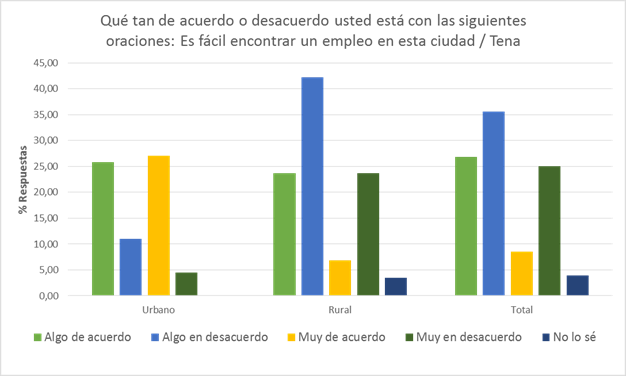 Qué tan de acuerdo o desacuerdo usted está con las siguientes
oraciones: Es fácil encontrar un empleo en esta ciudad / Tena
45,00
40,00
35,00
30,00
25,00
20,00
15,00
10,00
5,00
0,00
% Respuestas
Urbano Rural Total
Algo de acuerdo Algo en desacuerdo Muy de acuerdo Muy en desacuerdo No lo sé